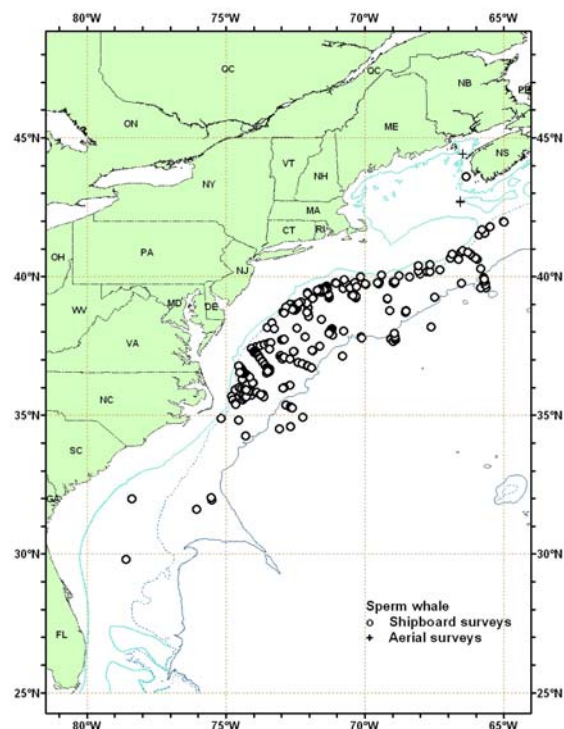 80°W 75°W 70°W 65°W
QC QC NB
ON ME
45°N 45°N
VT NS
NH
NY MA
CT RI
PA
OH NJ
40°N 40°N
MD DE
WV
VA
NC
35°N 35°N
SC
GA
30°N 30°N
Sperm whale
Shipboard surveys
FL + Aerial surveys
25°N 25°N
80°W 75°W 70°W 65°W